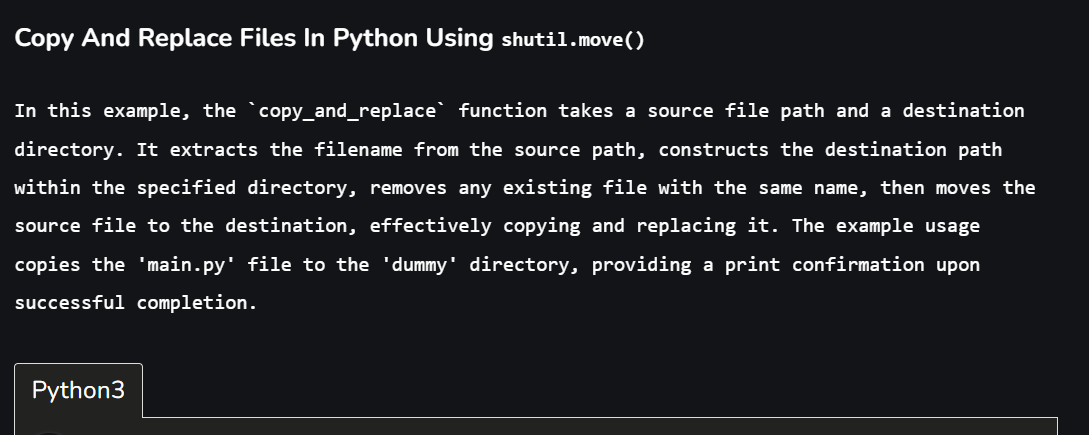 Copy And Replace Files In Python Using shutil.move()
In this example, the `copy_and_replace` function takes a source file path and a destination
directory. It extracts the filename from the source path, constructs the destination path
within the specified directory, removes any existing file with the same name, then moves the
source file to the destination, effectively copying and replacing it. The example usage
copies the 'main.py' file to the 'dummy' directory, providing a print confirmation upon
successful completion.
Python3